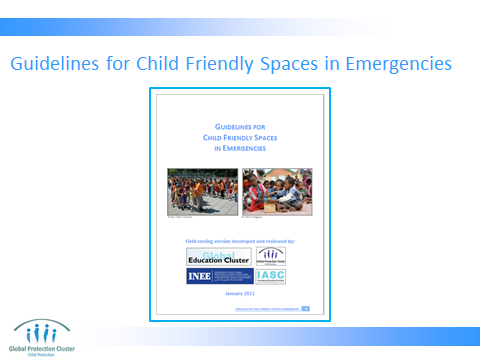 Guidelines for Child Friendly Spaces in Emergencies
GUIDELINES FOR
CHILD FRIENDLY SPACES
IN EMERGENCIES
Field-testing version developed and reviewed by:
Global
Education Cluster
Global Protection Cluster
INEE
IASC
January 2011
Global Protection Cluster
Child Protection